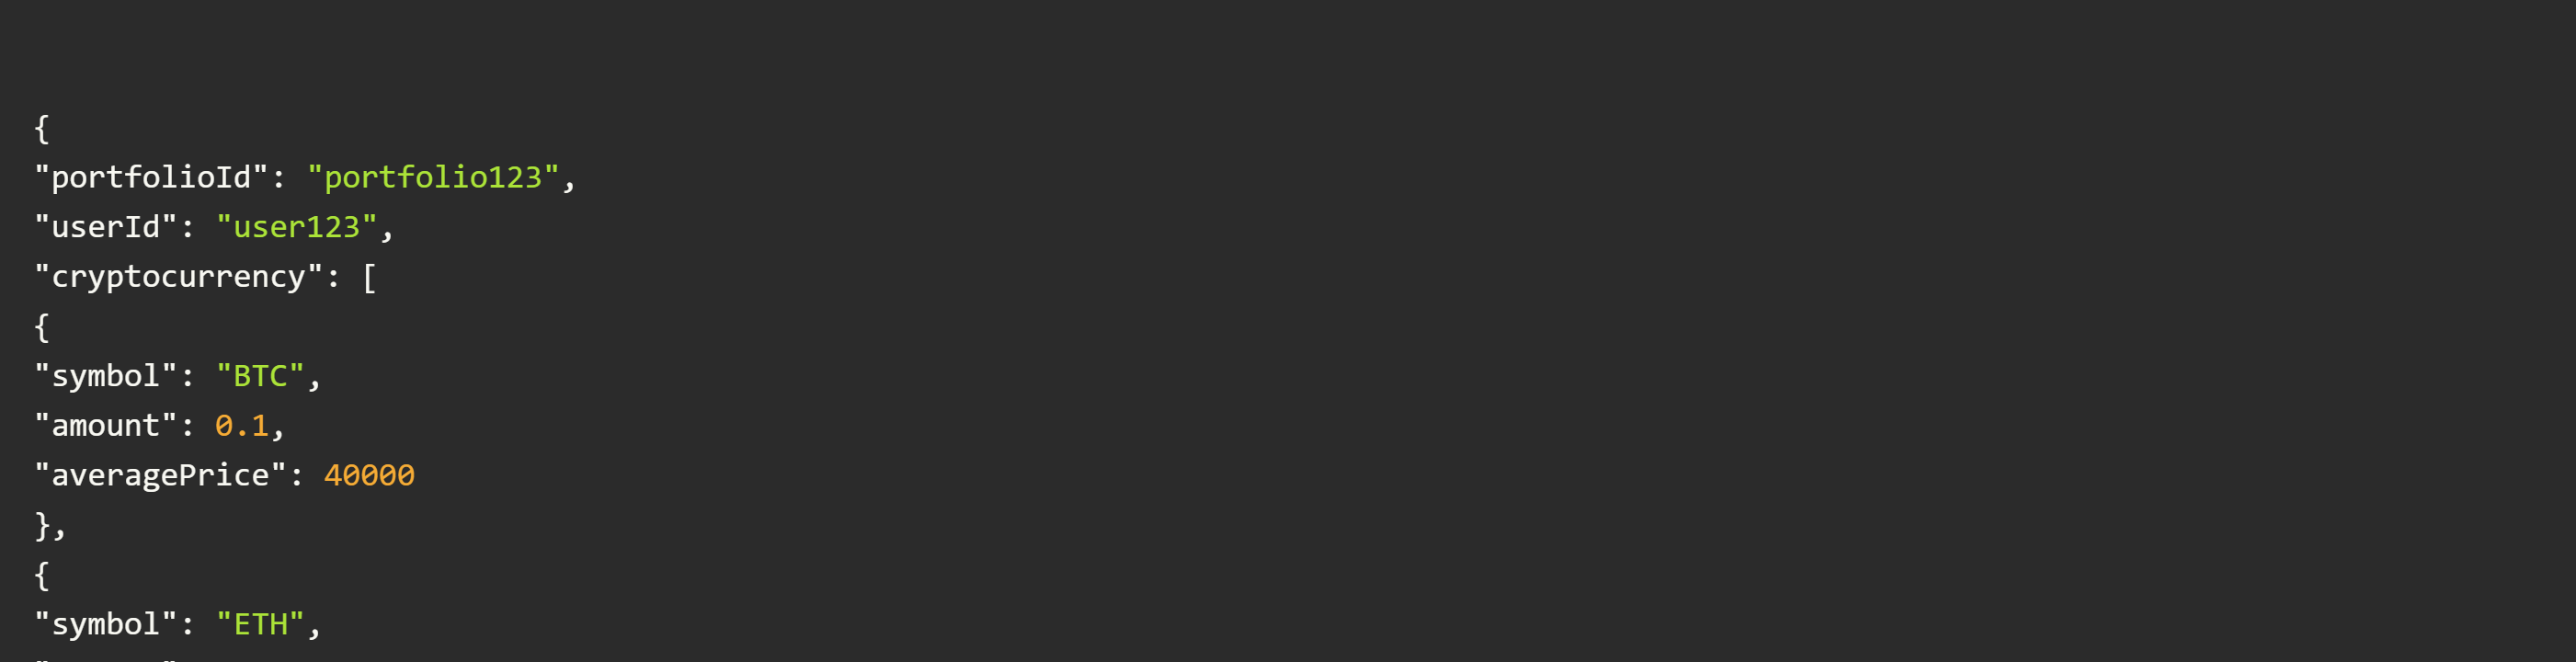 {
"portfolioId": "portfolio123",
"userId": "user123",
"cryptocurrency": [
{
"symbol": "BTC",
"amount": 0.1,
"averagePrice": 40000
},
{
"symbol": "ETH",